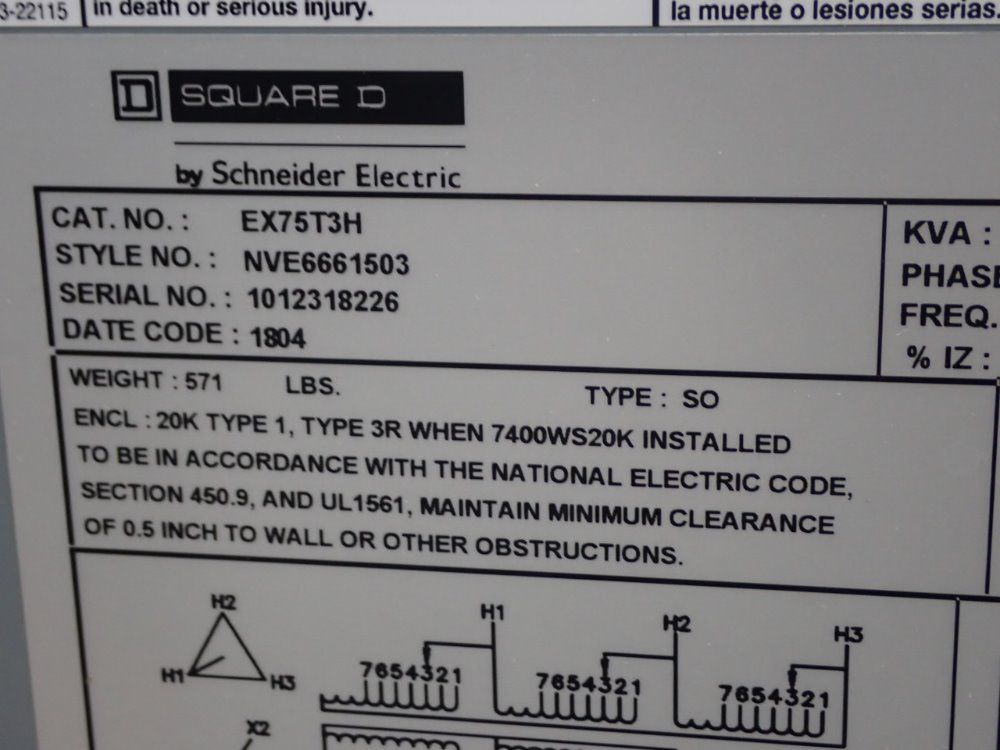 3-22115 in death or serious injury. la muerte o lesiones serias.
D SQUARE D
by Schneider Electric
CAT. NO. : EX75T3H
STYLE NO. : NVE6661503
SERIAL NO. : 1012318226
DATE CODE : 1804
KVA :
PHASE
FREQ.
% IZ :
WEIGHT : 571 LBS. TYPE : SO
ENCL : 20K TYPE 1, TYPE 3R WHEN 7400WS20K INSTALLED
TO BE IN ACCORDANCE WITH THE NATIONAL ELECTRIC CODE,
SECTION 450.9, AND UL1561, MAINTAIN MINIMUM CLEARANCE
OF 0.5 INCH TO WALL OR OTHER OBSTRUCTIONS.
H2 H1 H2 H3
H1 H3 7654321 7654321 7654321
X2